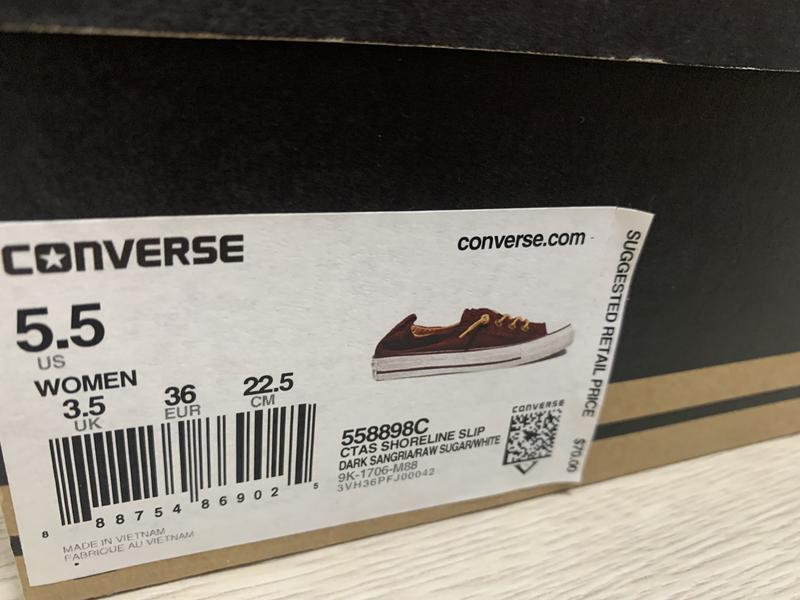 CONVERSE
converse.com
5.5
US
WOMEN
3.5
UK
36
EUR
22.5
CM
8 88754 86902 5
MADE IN VIETNAM
FABRIQUE AU VIETNAM
558898C
CTAS SHORELINE SLIP
DARK SANGRIA/RAW SUGAR/WHITE
9K-1706-M88
3VH36PFJ00042
CONVERSE
SUGGESTED RETAIL PRICE $70.00